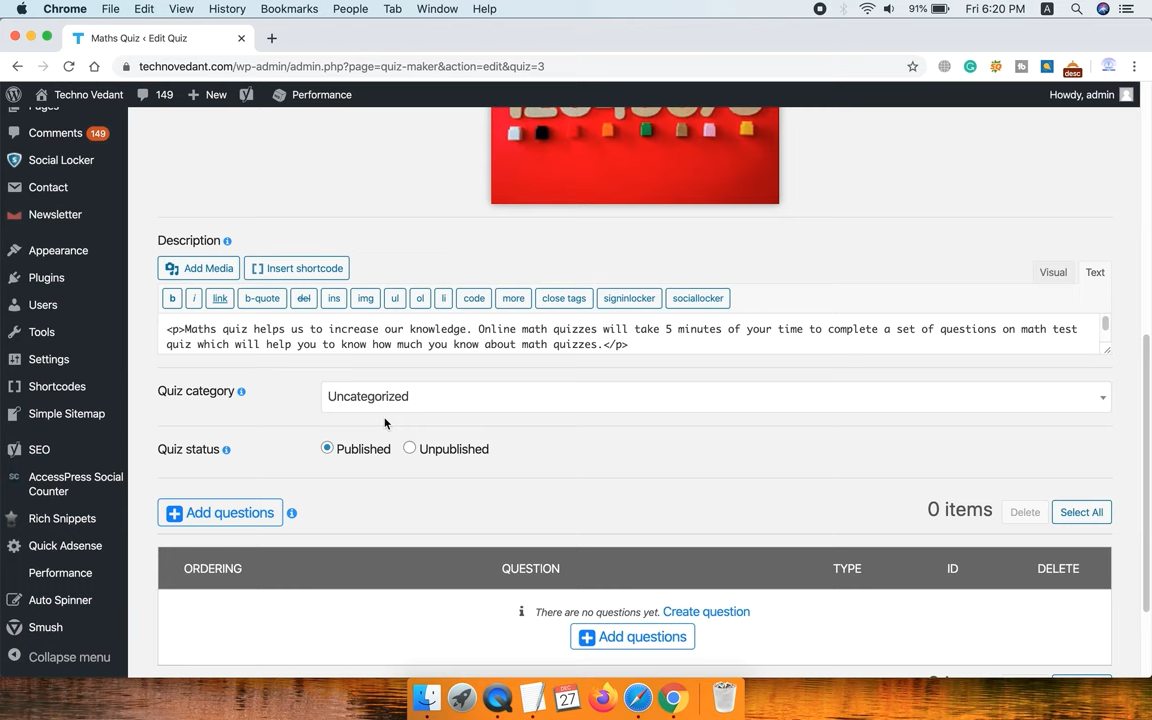 Chrome File Edit View History Bookmarks People Tab Window Help 91% Fri 6:20 PM A
Maths Quiz ‹ Edit Quiz
technovedant.com/wp-admin/admin.php?page=quiz-maker&action=edit&quiz=3
desc
Techno Vedant 149 New Performance Howdy, admin
Pages
Comments 149
Social Locker
Contact
Newsletter
Appearance
Plugins
Users
Tools
Settings
Shortcodes
Simple Sitemap
SEO
AccessPress Social
Counter
Rich Snippets
Quick Adsense
Performance
Auto Spinner
Smush
Collapse menu
Description
Add Media Insert shortcode
Visual Text
b i link b-quote del ins img ul ol li code more close tags signinlocker sociallocker
<p>Maths quiz helps us to increase our knowledge. Online math quizzes will take 5 minutes of your time to complete a set of questions on math test
quiz which will help you to know how much you know about math quizzes.</p>
Quiz category Uncategorized
Quiz status Published Unpublished
Add questions 0 items Delete Select All
ORDERING QUESTION TYPE ID DELETE
There are no questions yet. Create question
Add questions
DEC
27